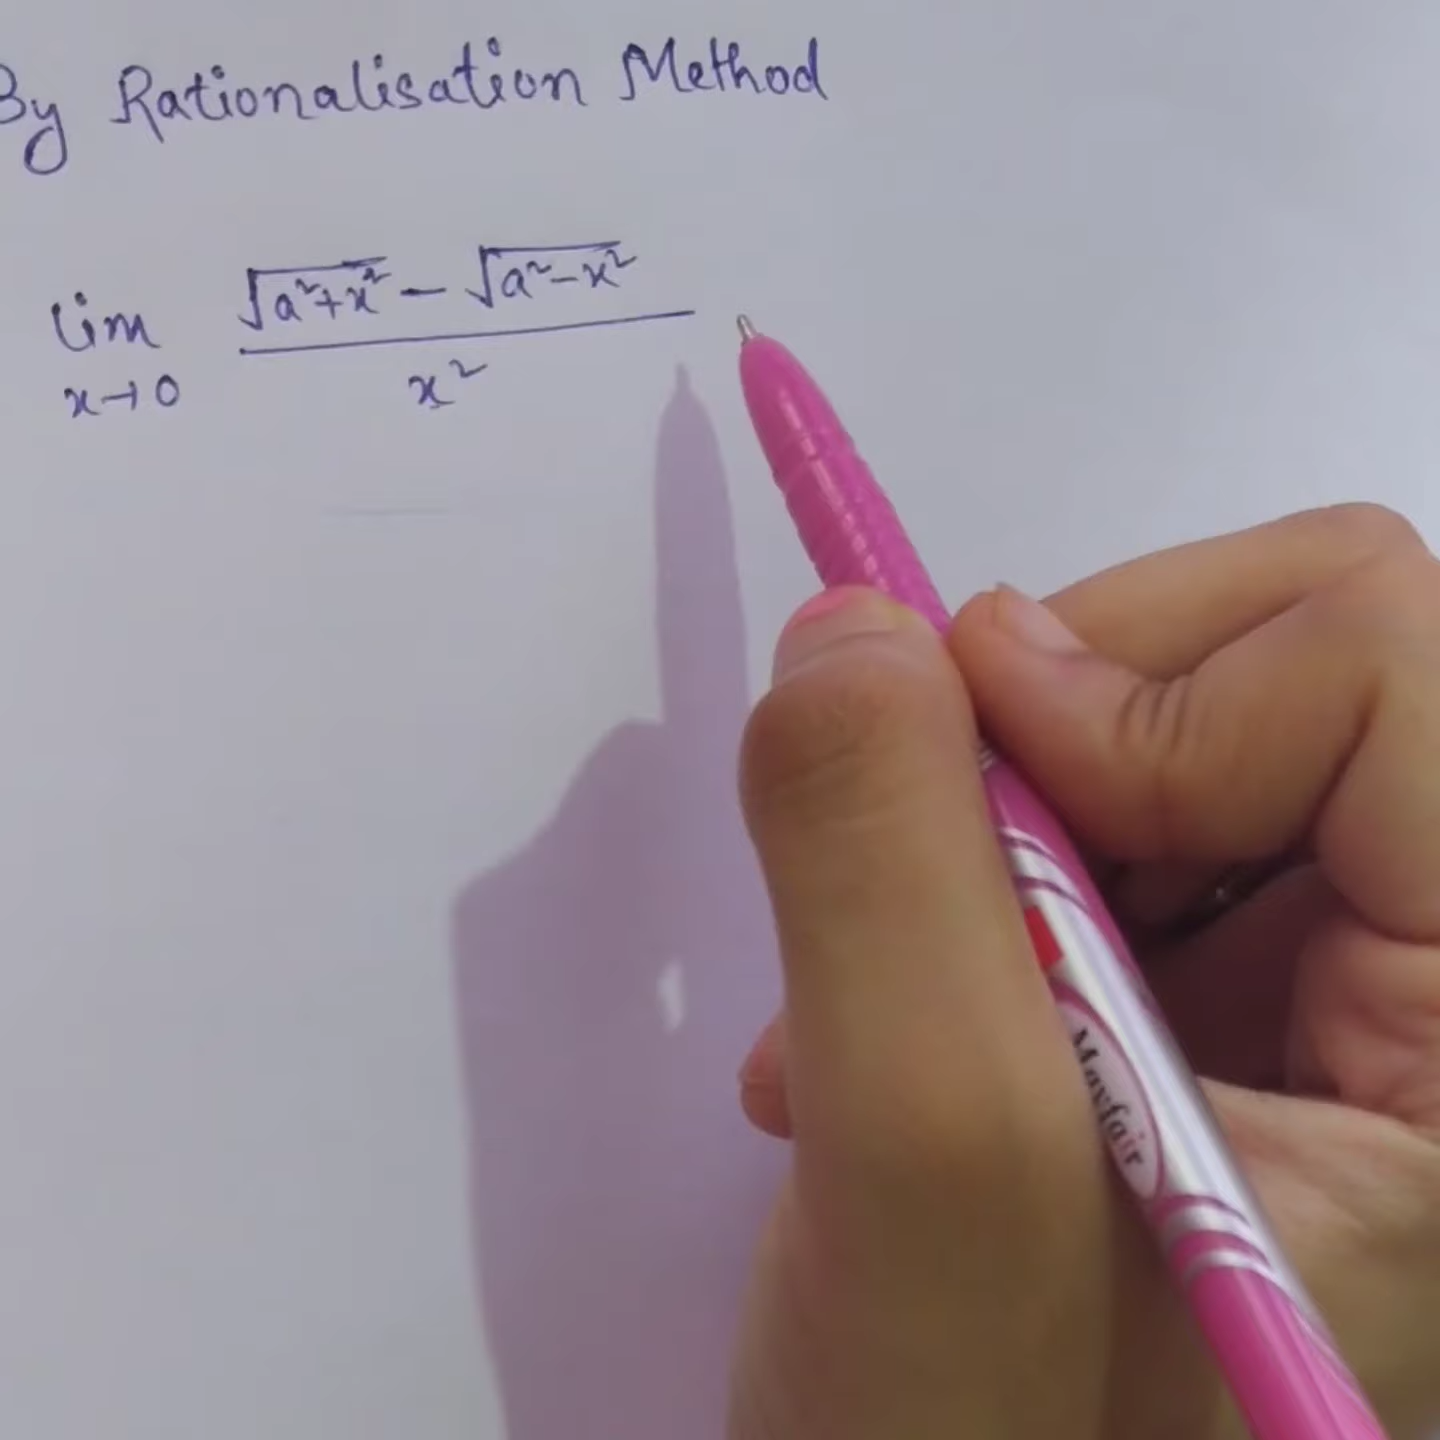 By Rationalisation Method
lim x→0 (√(a²+x²) - √(a²-x²)) / x²
Mayfair